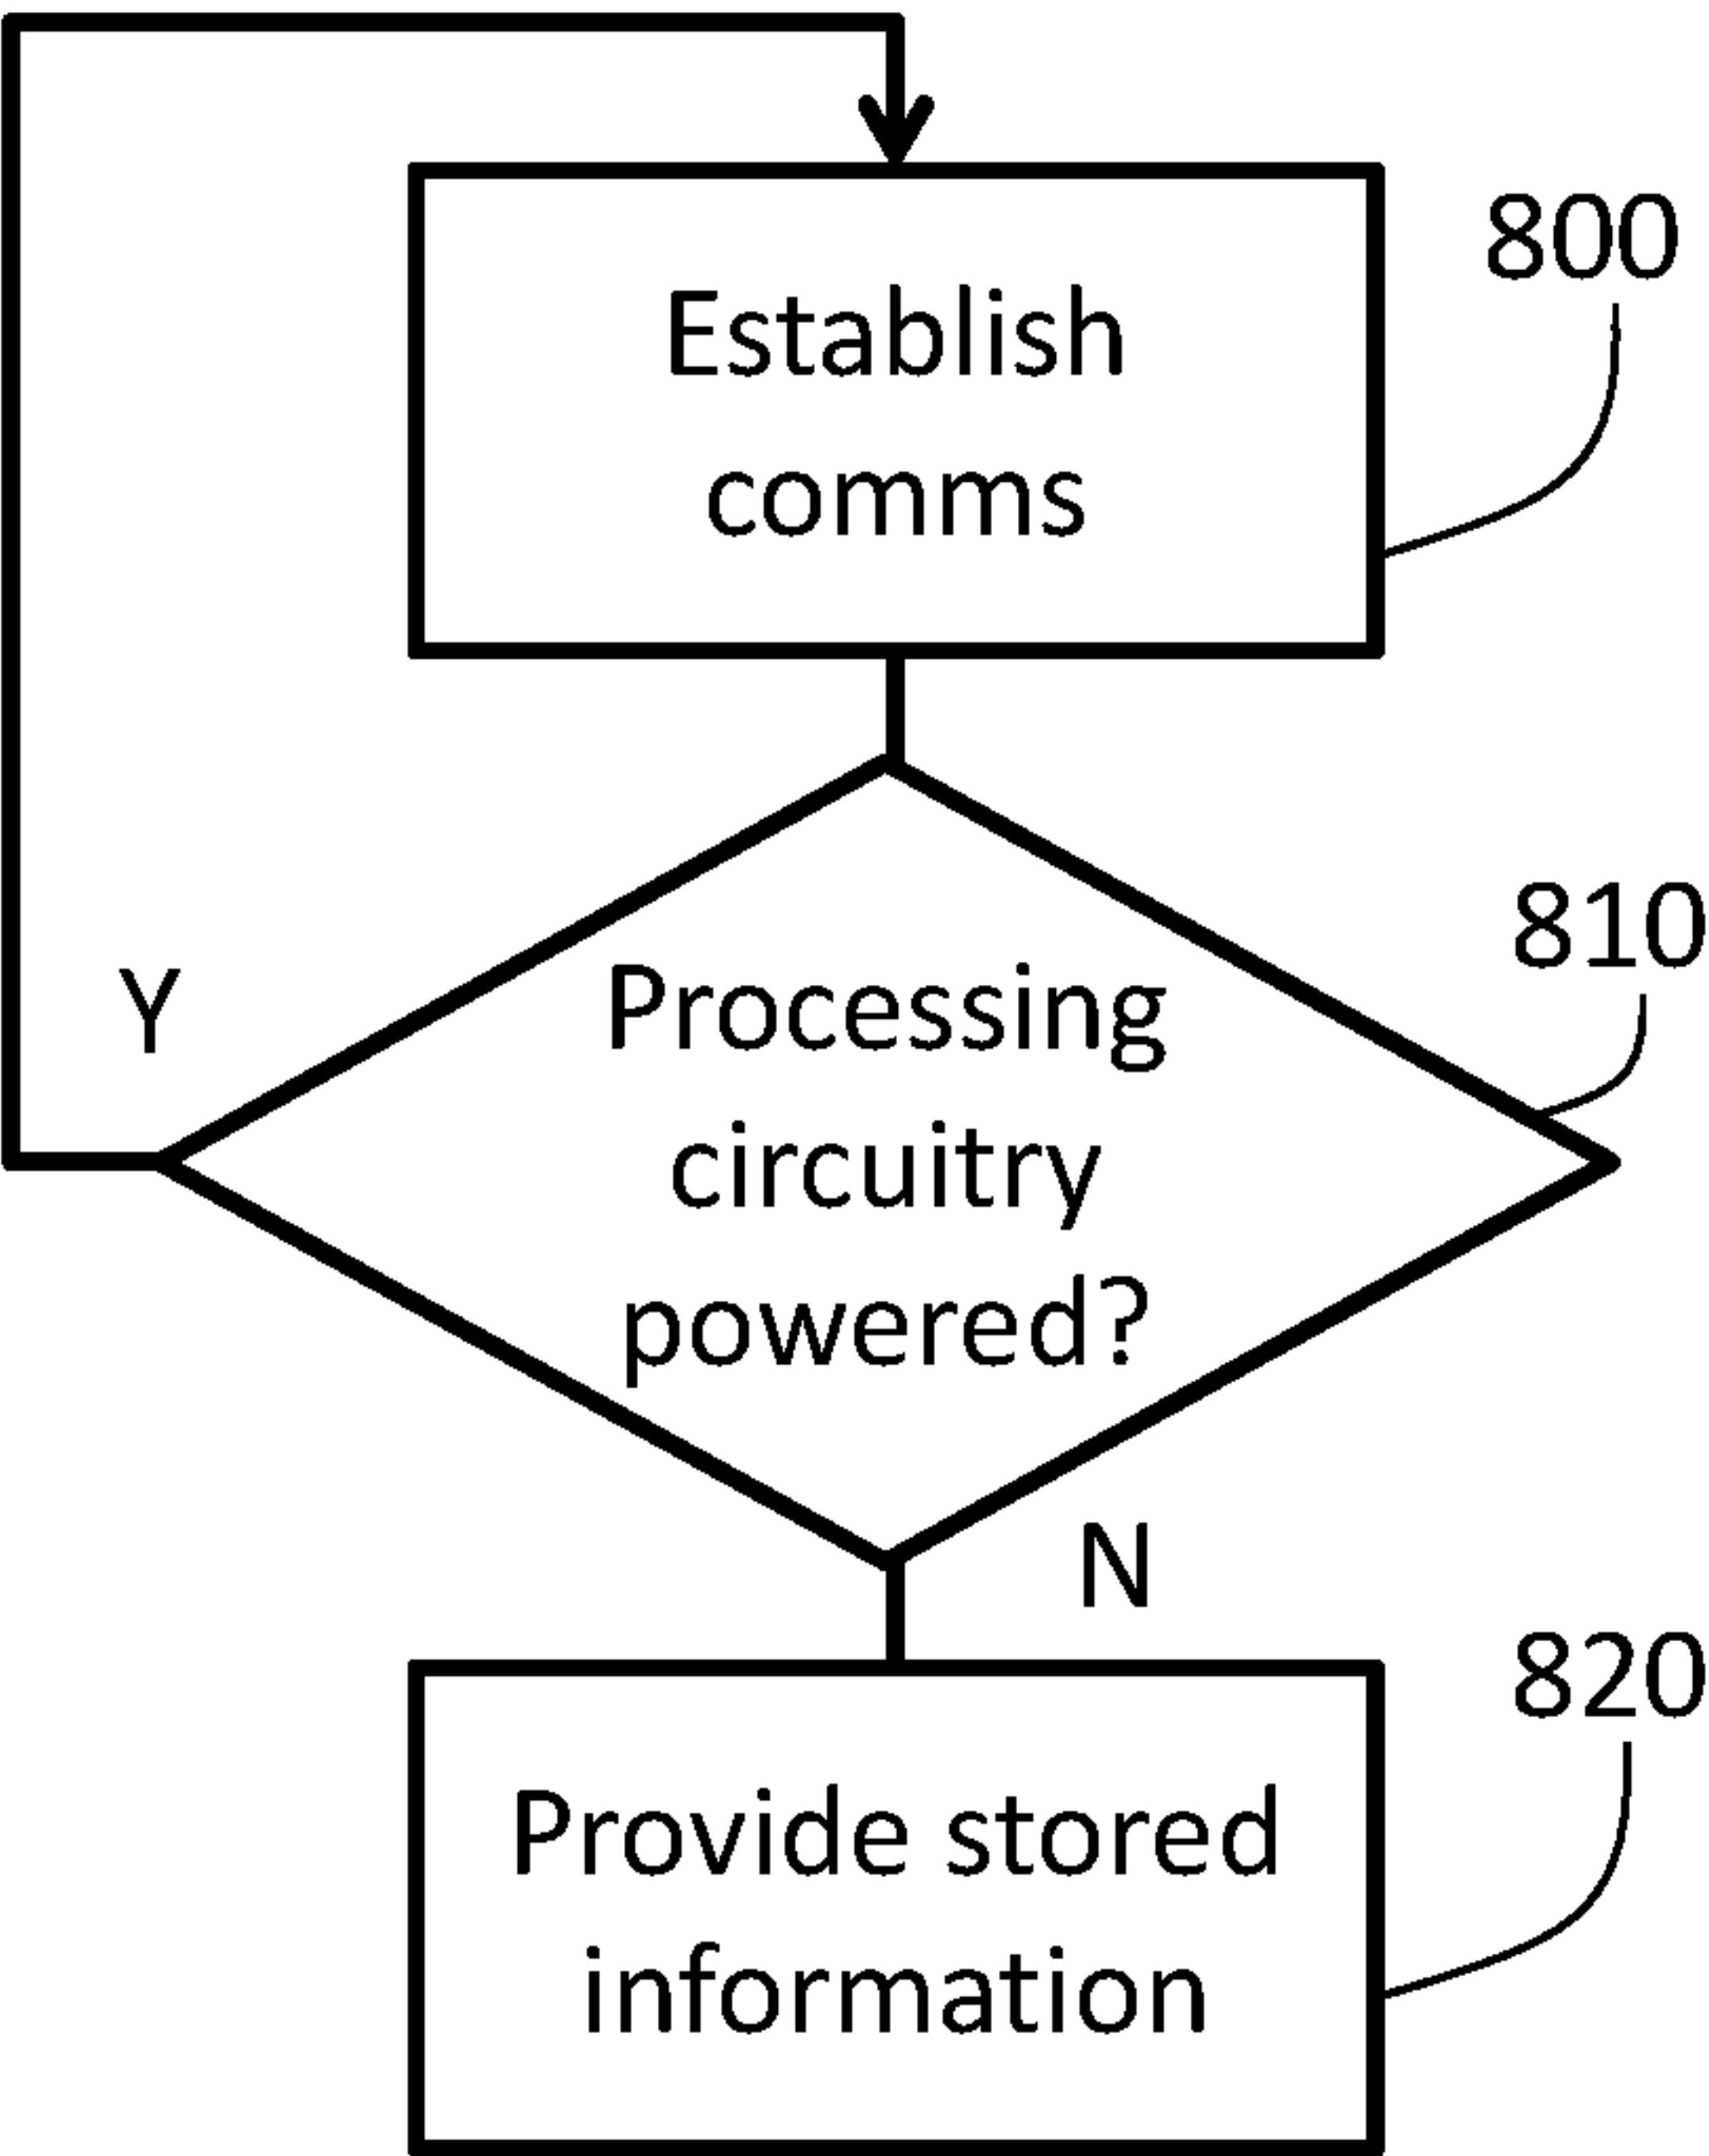 800
Establish
comms
810
Y
Processing
circuitry
powered?
N
820
Provide stored
information